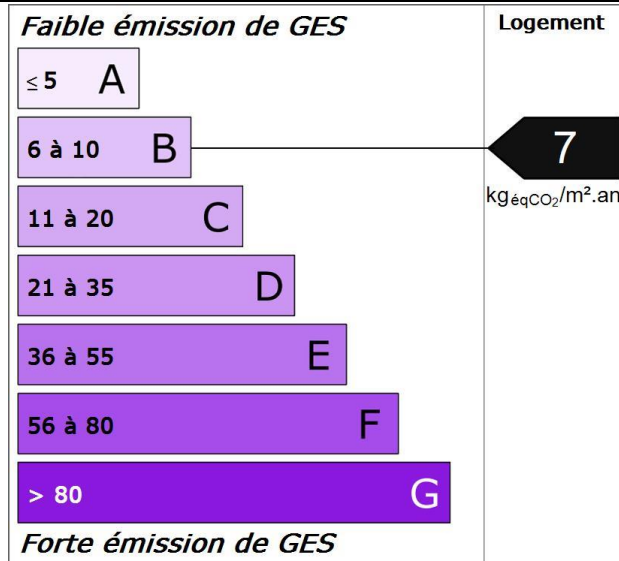 Faible émission de GES
Logement
≤ 5 A
6 à 10 B
7
kgéqCO₂/m².an
11 à 20 C
21 à 35 D
36 à 55 E
56 à 80 F
> 80 G
Forte émission de GES